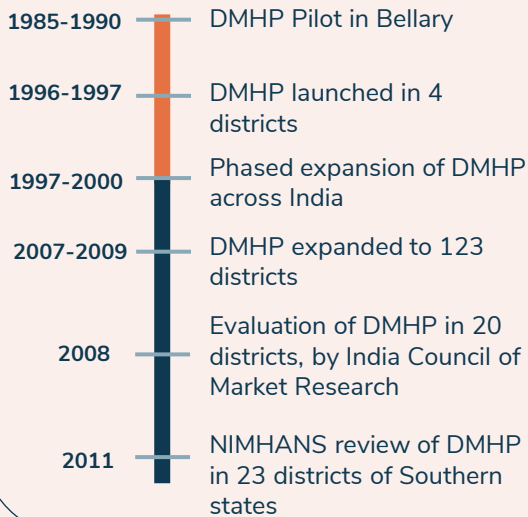 1985-1990
DMHP Pilot in Bellary
1996-1997
DMHP launched in 4
districts
1997-2000
Phased expansion of DMHP
across India
2007-2009
DMHP expanded to 123
districts
2008
Evaluation of DMHP in 20
districts, by India Council of
Market Research
2011
NIMHANS review of DMHP
in 23 districts of Southern
states